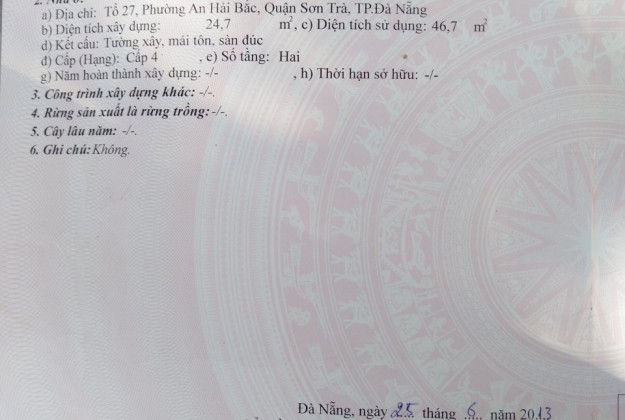 a) Địa chỉ: Tổ 27, Phường An Hải Bắc, Quận Sơn Trà, TP.Đà Nẵng
b) Diện tích xây dựng: 24,7 m², c) Diện tích sử dụng: 46,7 m²
d) Kết cấu: Tường xây, mái tôn, sàn đúc
đ) Cấp (Hạng): Cấp 4 , e) Số tầng: Hai
g) Năm hoàn thành xây dựng: -/- , h) Thời hạn sở hữu: -/-
3. Công trình xây dựng khác: -/-.
4. Rừng sản xuất là rừng trồng: -/-.
5. Cây lâu năm: -/-.
6. Ghi chú: Không.
Đà Nẵng, ngày 25 tháng 6 năm 2013